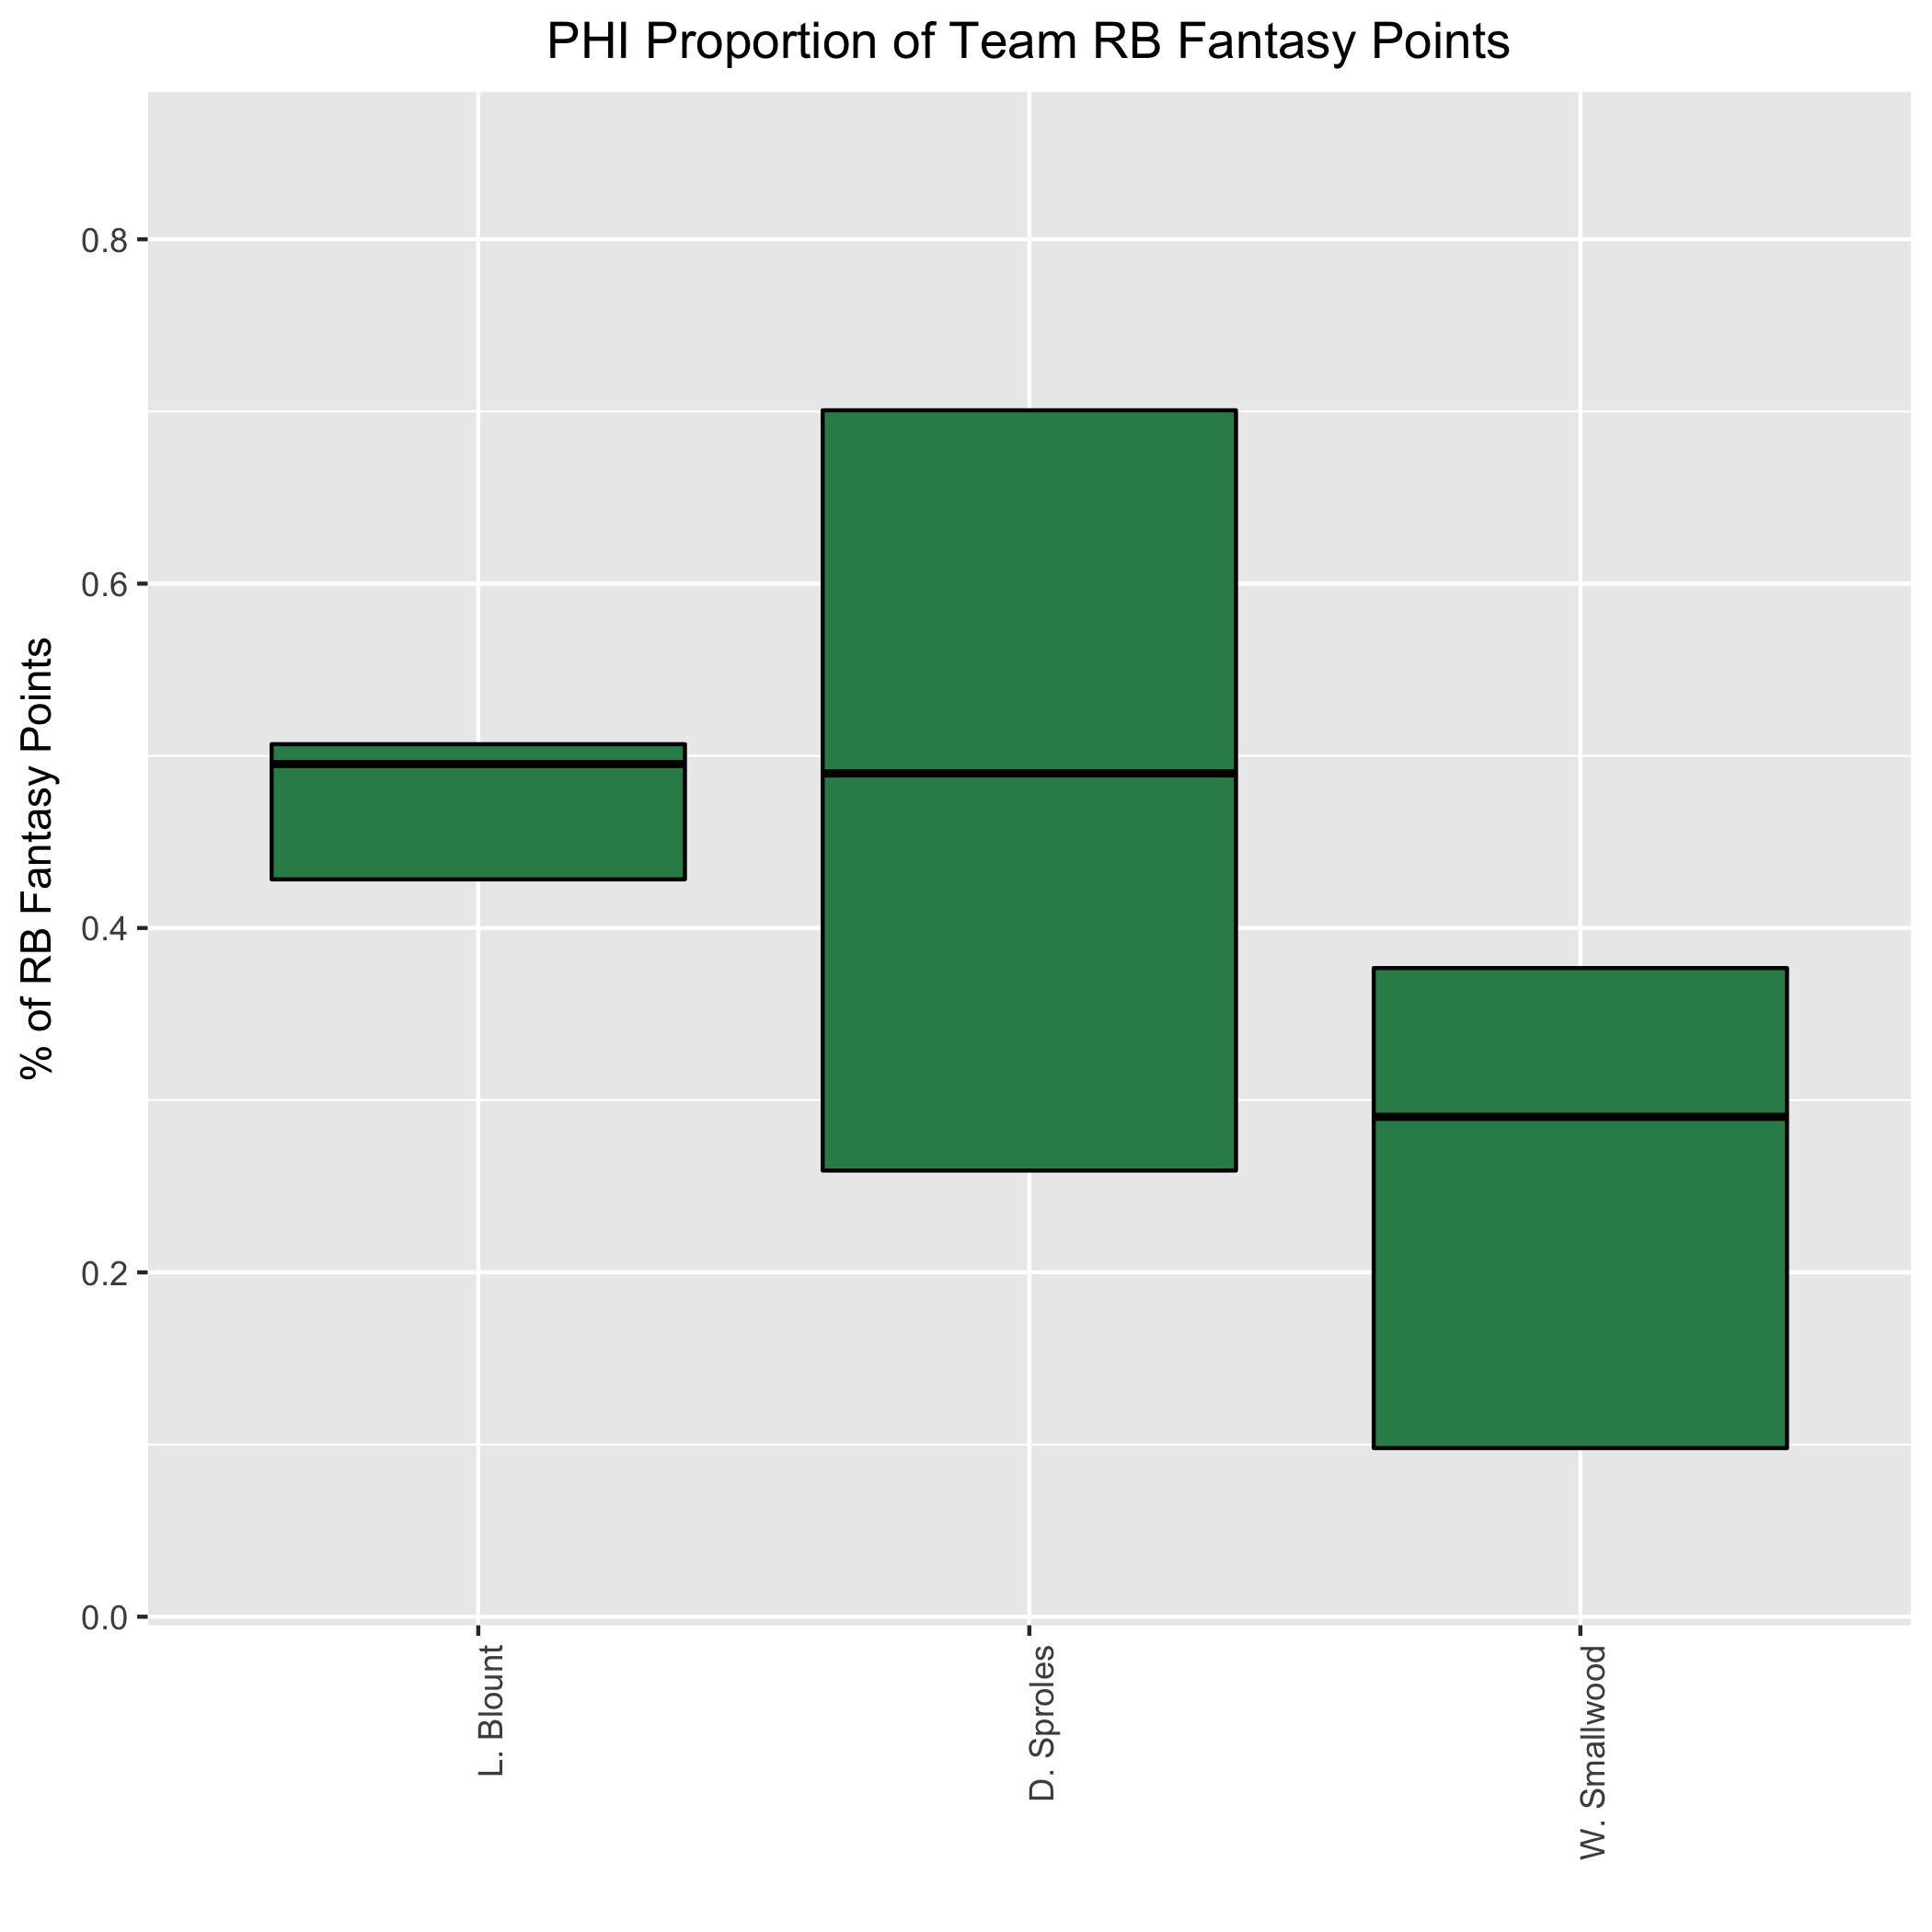 PHI Proportion of Team RB Fantasy Points
% of RB Fantasy Points
0.8
0.6
0.4
0.2
0.0
L. Blount
D. Sproles
W. Smallwood